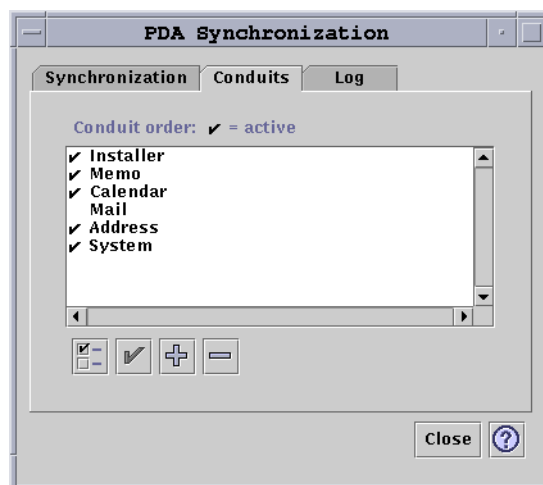 PDA Synchronization
Synchronization Conduits Log
Conduit order: ✔ = active
✔ Installer
✔ Memo
✔ Calendar
Mail
✔ Address
✔ System
Close ?